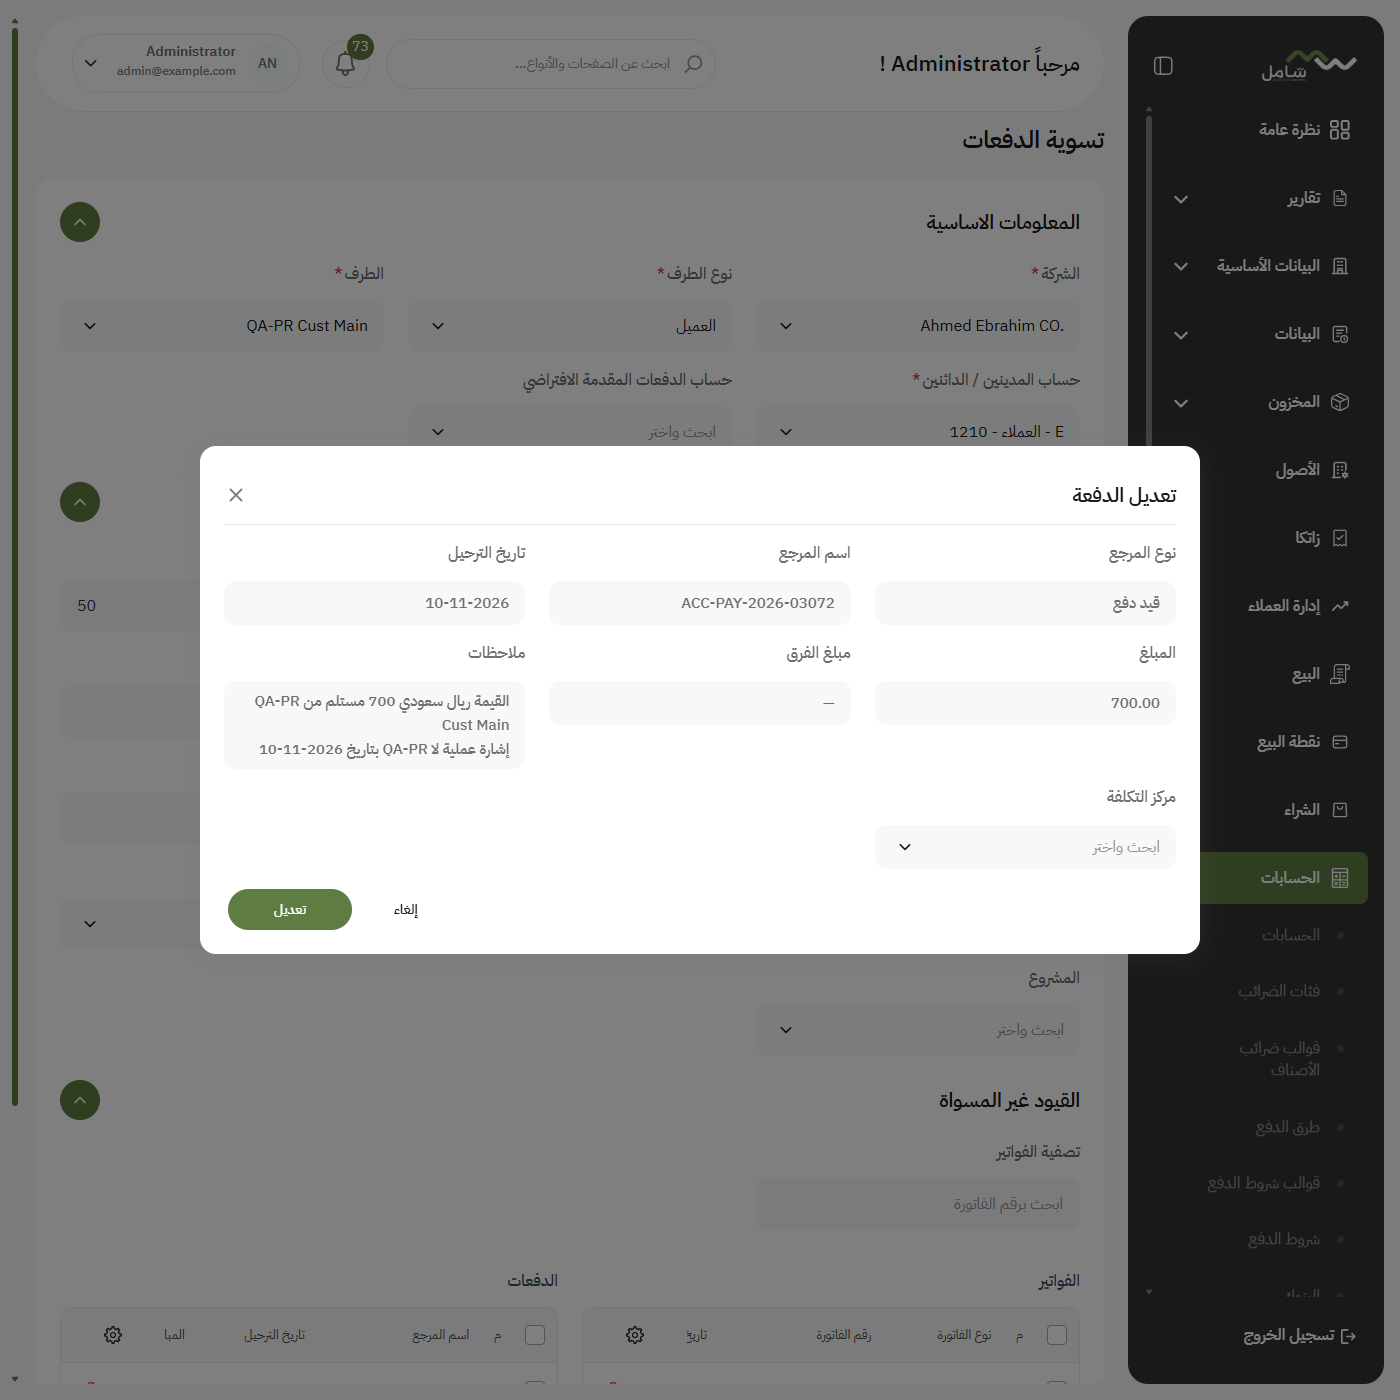 سّامل
نظرة عامة
تقارير
البيانات الأساسية
البيانات
المخزون
الأصول
زاتكا
إدارة العملاء
البيع
نقطة البيع
الشراء
الحسابات
الحسابات
فئات الضرائب
قوالب ضرائب
الأصناف
طرق الدفع
قوالب شروط الدفع
شروط الدفع
تسجيل الخروج
مرحباً Administrator !
ابحث عن الصفحات والأنواع...
73
AN
Administrator
admin@example.com
تسوية الدفعات
المعلومات الاساسية
الشركة *
نوع الطرف *
الطرف *
Ahmed Ebrahim CO.
العميل
QA-PR Cust Main
حساب المدينين / الدائنين *
حساب الدفعات المقدمة الافتراضي
1210 - العملاء - E
ابحث واختر
50
تعديل الدفعة
نوع المرجع
اسم المرجع
تاريخ الترحيل
قيد دفع
ACC-PAY-2026-03072
10-11-2026
المبلغ
مبلغ الفرق
ملاحظات
700.00
—
القيمة ريال سعودي 700 مستلم من QA-PR
Cust Main
إشارة عملية لا QA-PR بتاريخ 2026-11-10
مركز التكلفة
ابحث واختر
إلغاء
تعديل
المشروع
ابحث واختر
القيود غير المسواة
تصفية الفواتير
ابحث برقم الفاتورة
الفواتير
الدفعات
م
نوع الفاتورة
رقم الفاتورة
تاريخ
م
اسم المرجع
تاريخ الترحيل
المبا